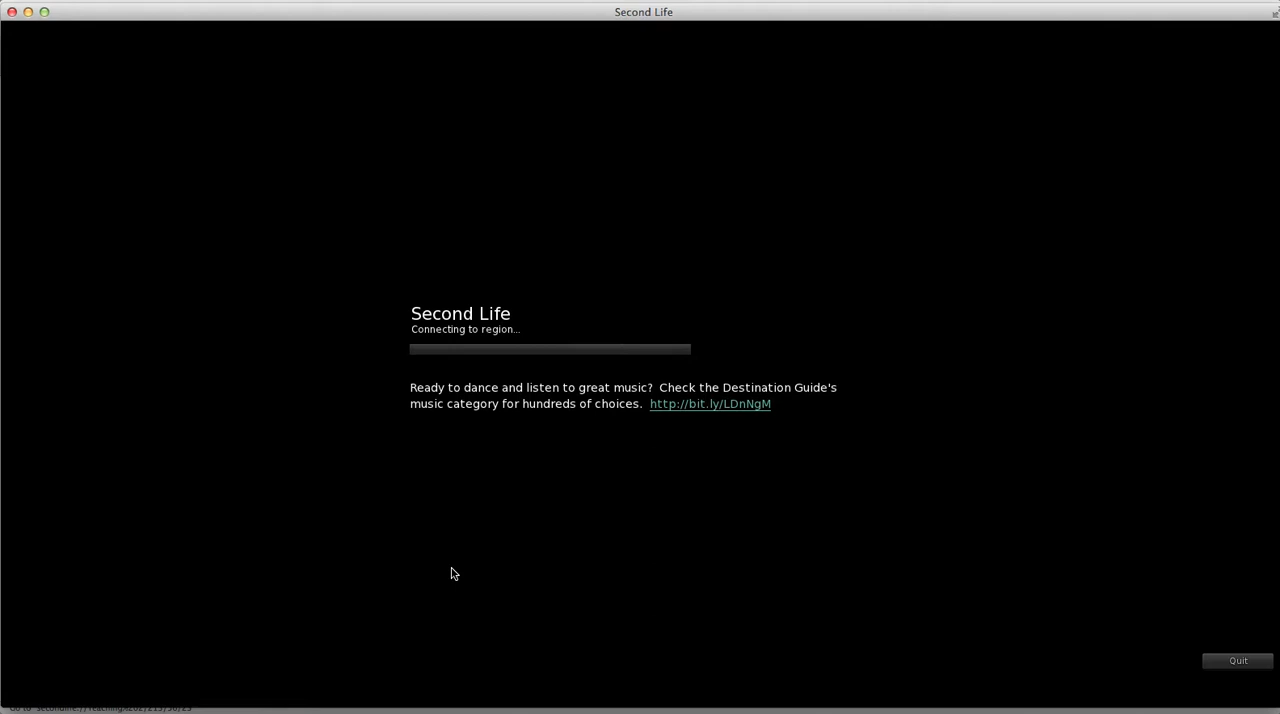 Second Life
Second Life
Connecting to region...
Ready to dance and listen to great music?  Check the Destination Guide's
music category for hundreds of choices.  http://bit.ly/LDnNgM
Quit